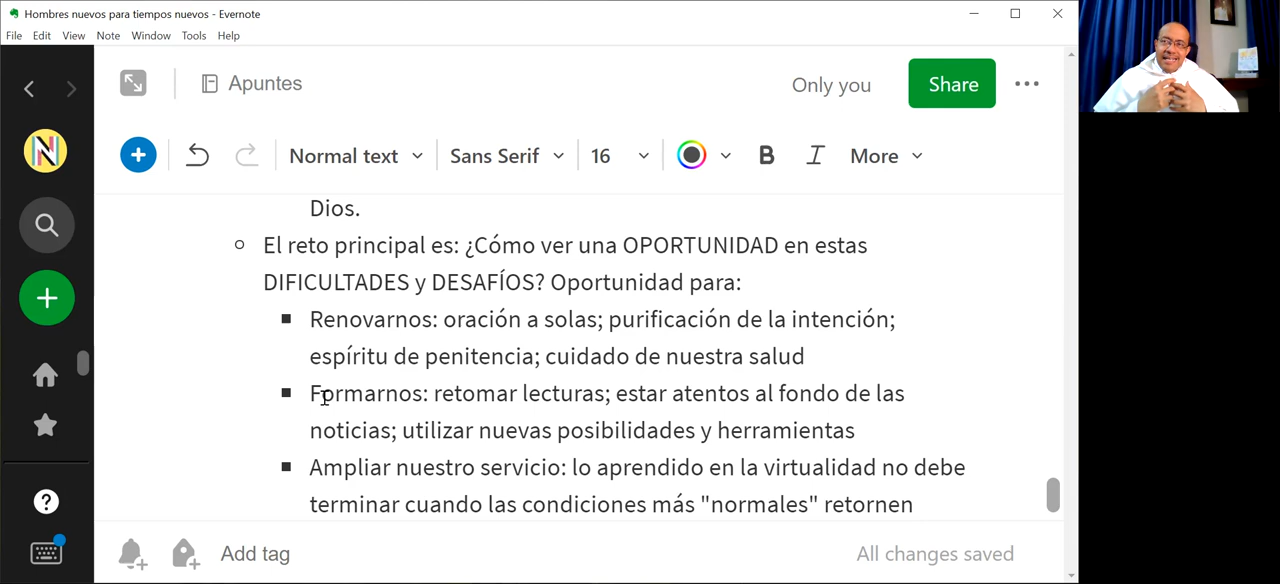 Hombres nuevos para tiempos nuevos - Evernote
File Edit View Note Window Tools Help
Apuntes
Only you
Share
Normal text
Sans Serif
16
B
I
More
Dios.
El reto principal es: ¿Cómo ver una OPORTUNIDAD en estas
DIFICULTADES y DESAFÍOS? Oportunidad para:
Renovarnos: oración a solas; purificación de la intención;
espíritu de penitencia; cuidado de nuestra salud
Formarnos: retomar lecturas; estar atentos al fondo de las
noticias; utilizar nuevas posibilidades y herramientas
Ampliar nuestro servicio: lo aprendido en la virtualidad no debe
terminar cuando las condiciones más "normales" retornen
Add tag
All changes saved
N